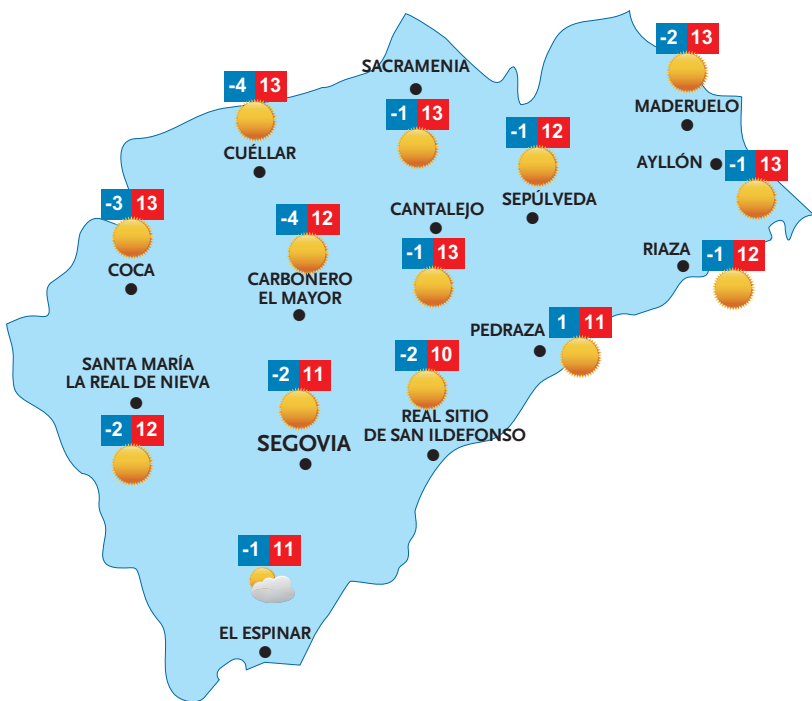 -2 13
MADERUELO
SACRAMENIA
-1 13
-4 13
CUÉLLAR
-1 12
SEPÚLVEDA
AYLLÓN
-1 13
-3 13
COCA
-4 12
CARBONERO
EL MAYOR
CANTALEJO
-1 13
RIAZA
-1 12
PEDRAZA
1 11
SANTA MARÍA
LA REAL DE NIEVA
-2 12
-2 11
SEGOVIA
-2 10
REAL SITIO
DE SAN ILDEFONSO
-1 11
EL ESPINAR